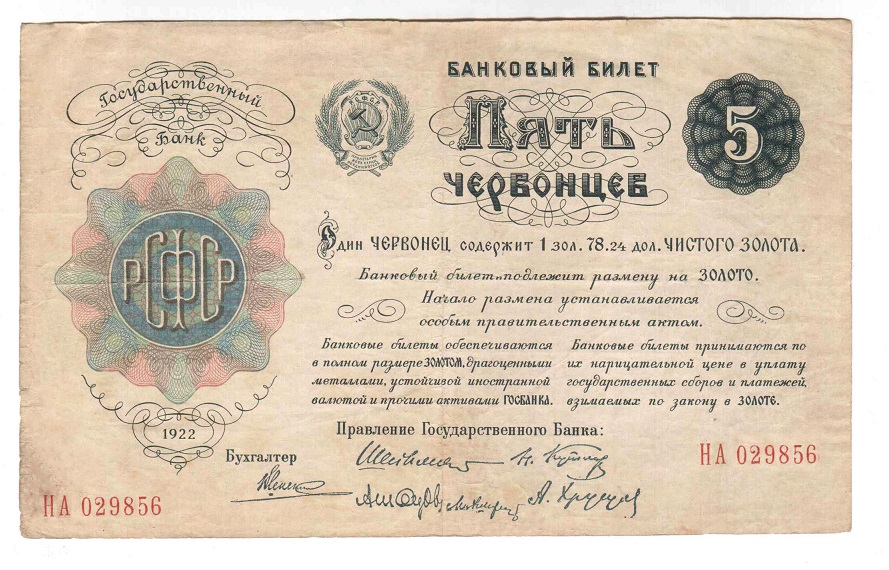 Государственный
Банк
РСФСР
1922
Р.С.Ф.С.Р.
БАНКОВЫЙ БИЛЕТ
ПЯТЬ
ЧЕРВОНЦЕВ
5
Один ЧЕРВОНЕЦ содержит 1 зол. 78.24 дол. ЧИСТОГО ЗОЛОТА.
Банковый билет подлежит размену на ЗОЛОТО.
Начало размена устанавливается
особым правительственным актом.
Банковые билеты обеспечиваются
в полном размере ЗОЛОТОМ, драгоценными
металлами, устойчивой иностранной
валютой и прочими активами ГОСБАНКА.
Банковые билеты принимаются по
их нарицательной цене в уплату
государственных сборов и платежей,
взимаемых по закону в ЗОЛОТЕ.
Правление Государственного Банка:
Бухгалтер
НА 029856
НА 029856